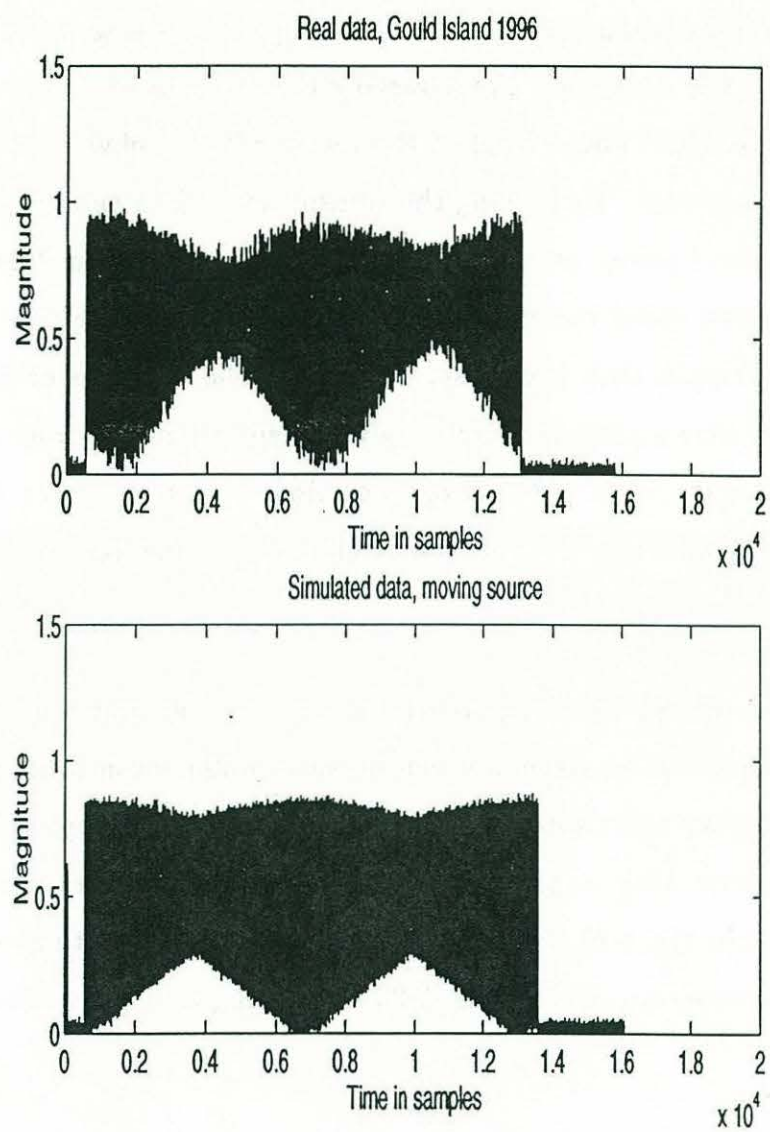 Real data, Gould Island 1996
1.5
1
0.5
0
Magnitude
0 0.2 0.4 0.6 0.8 1 1.2 1.4 1.6 1.8 2
Time in samples
x 10^4
Simulated data, moving source
1.5
1
0.5
0
Magnitude
0 0.2 0.4 0.6 0.8 1 1.2 1.4 1.6 1.8 2
Time in samples
x 10^4